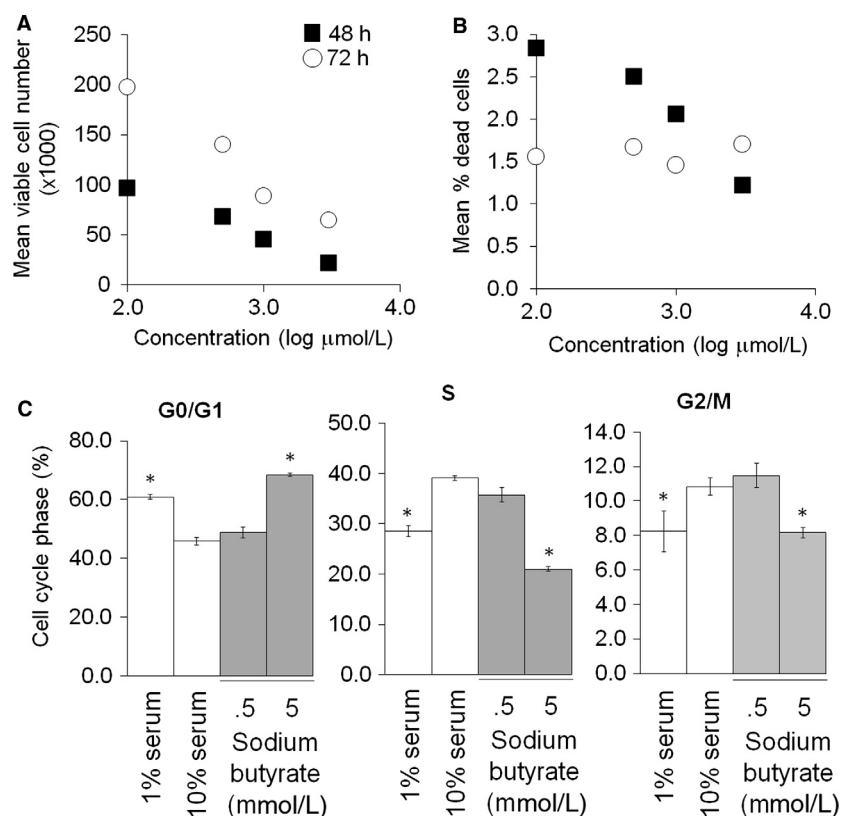 A
250
200
150
100
50
0
2.0 3.0 4.0
Mean viable cell number
(x1000)
Concentration (log μmol/L)
48 h
72 h
B
3.0
2.5
2.0
1.5
1.0
0.5
0.0
2.0 3.0 4.0
Mean % dead cells
Concentration (log μmol/L)
C
G0/G1
80.0
60.0
40.0
20.0
0.0
Cell cycle phase (%)
* *
1% serum
10% serum
.5 5
Sodium
butyrate
(mmol/L)
S
50.0
40.0
30.0
20.0
10.0
0.0
* *
1% serum
10% serum
.5 5
Sodium
butyrate
(mmol/L)
G2/M
14.0
12.0
10.0
8.0
6.0
4.0
2.0
0.0
* *
1% serum
10% serum
.5 5
Sodium
butyrate
(mmol/L)